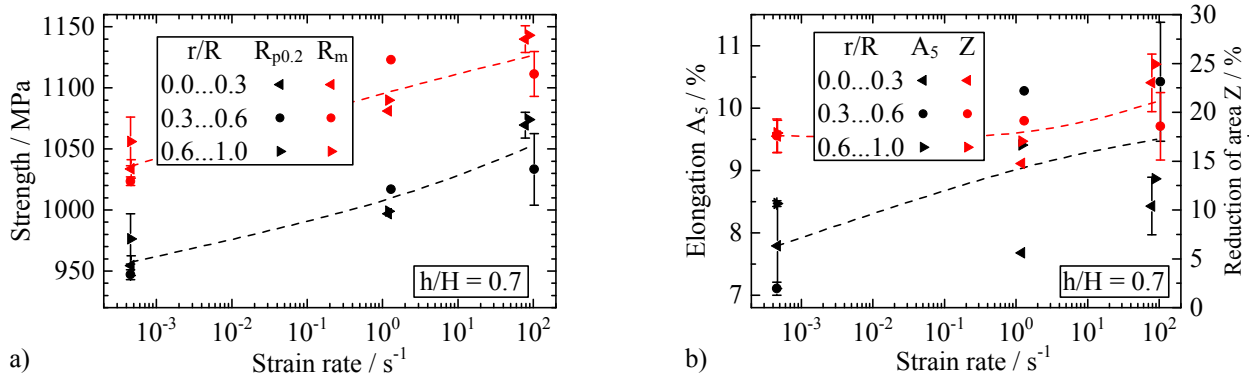 1150
1100
1050
1000
950
Strength / MPa
r/R R_p0.2 R_m
0.0...0.3
0.3...0.6
0.6...1.0
h/H = 0.7
10^-3 10^-2 10^-1 10^0 10^1 10^2
Strain rate / s^-1
a)
11
10
9
8
7
Elongation A_5 / %
r/R A_5 Z
0.0...0.3
0.3...0.6
0.6...1.0
h/H = 0.7
30
25
20
15
10
5
0
Reduction of area Z / %
10^-3 10^-2 10^-1 10^0 10^1 10^2
Strain rate / s^-1
b)